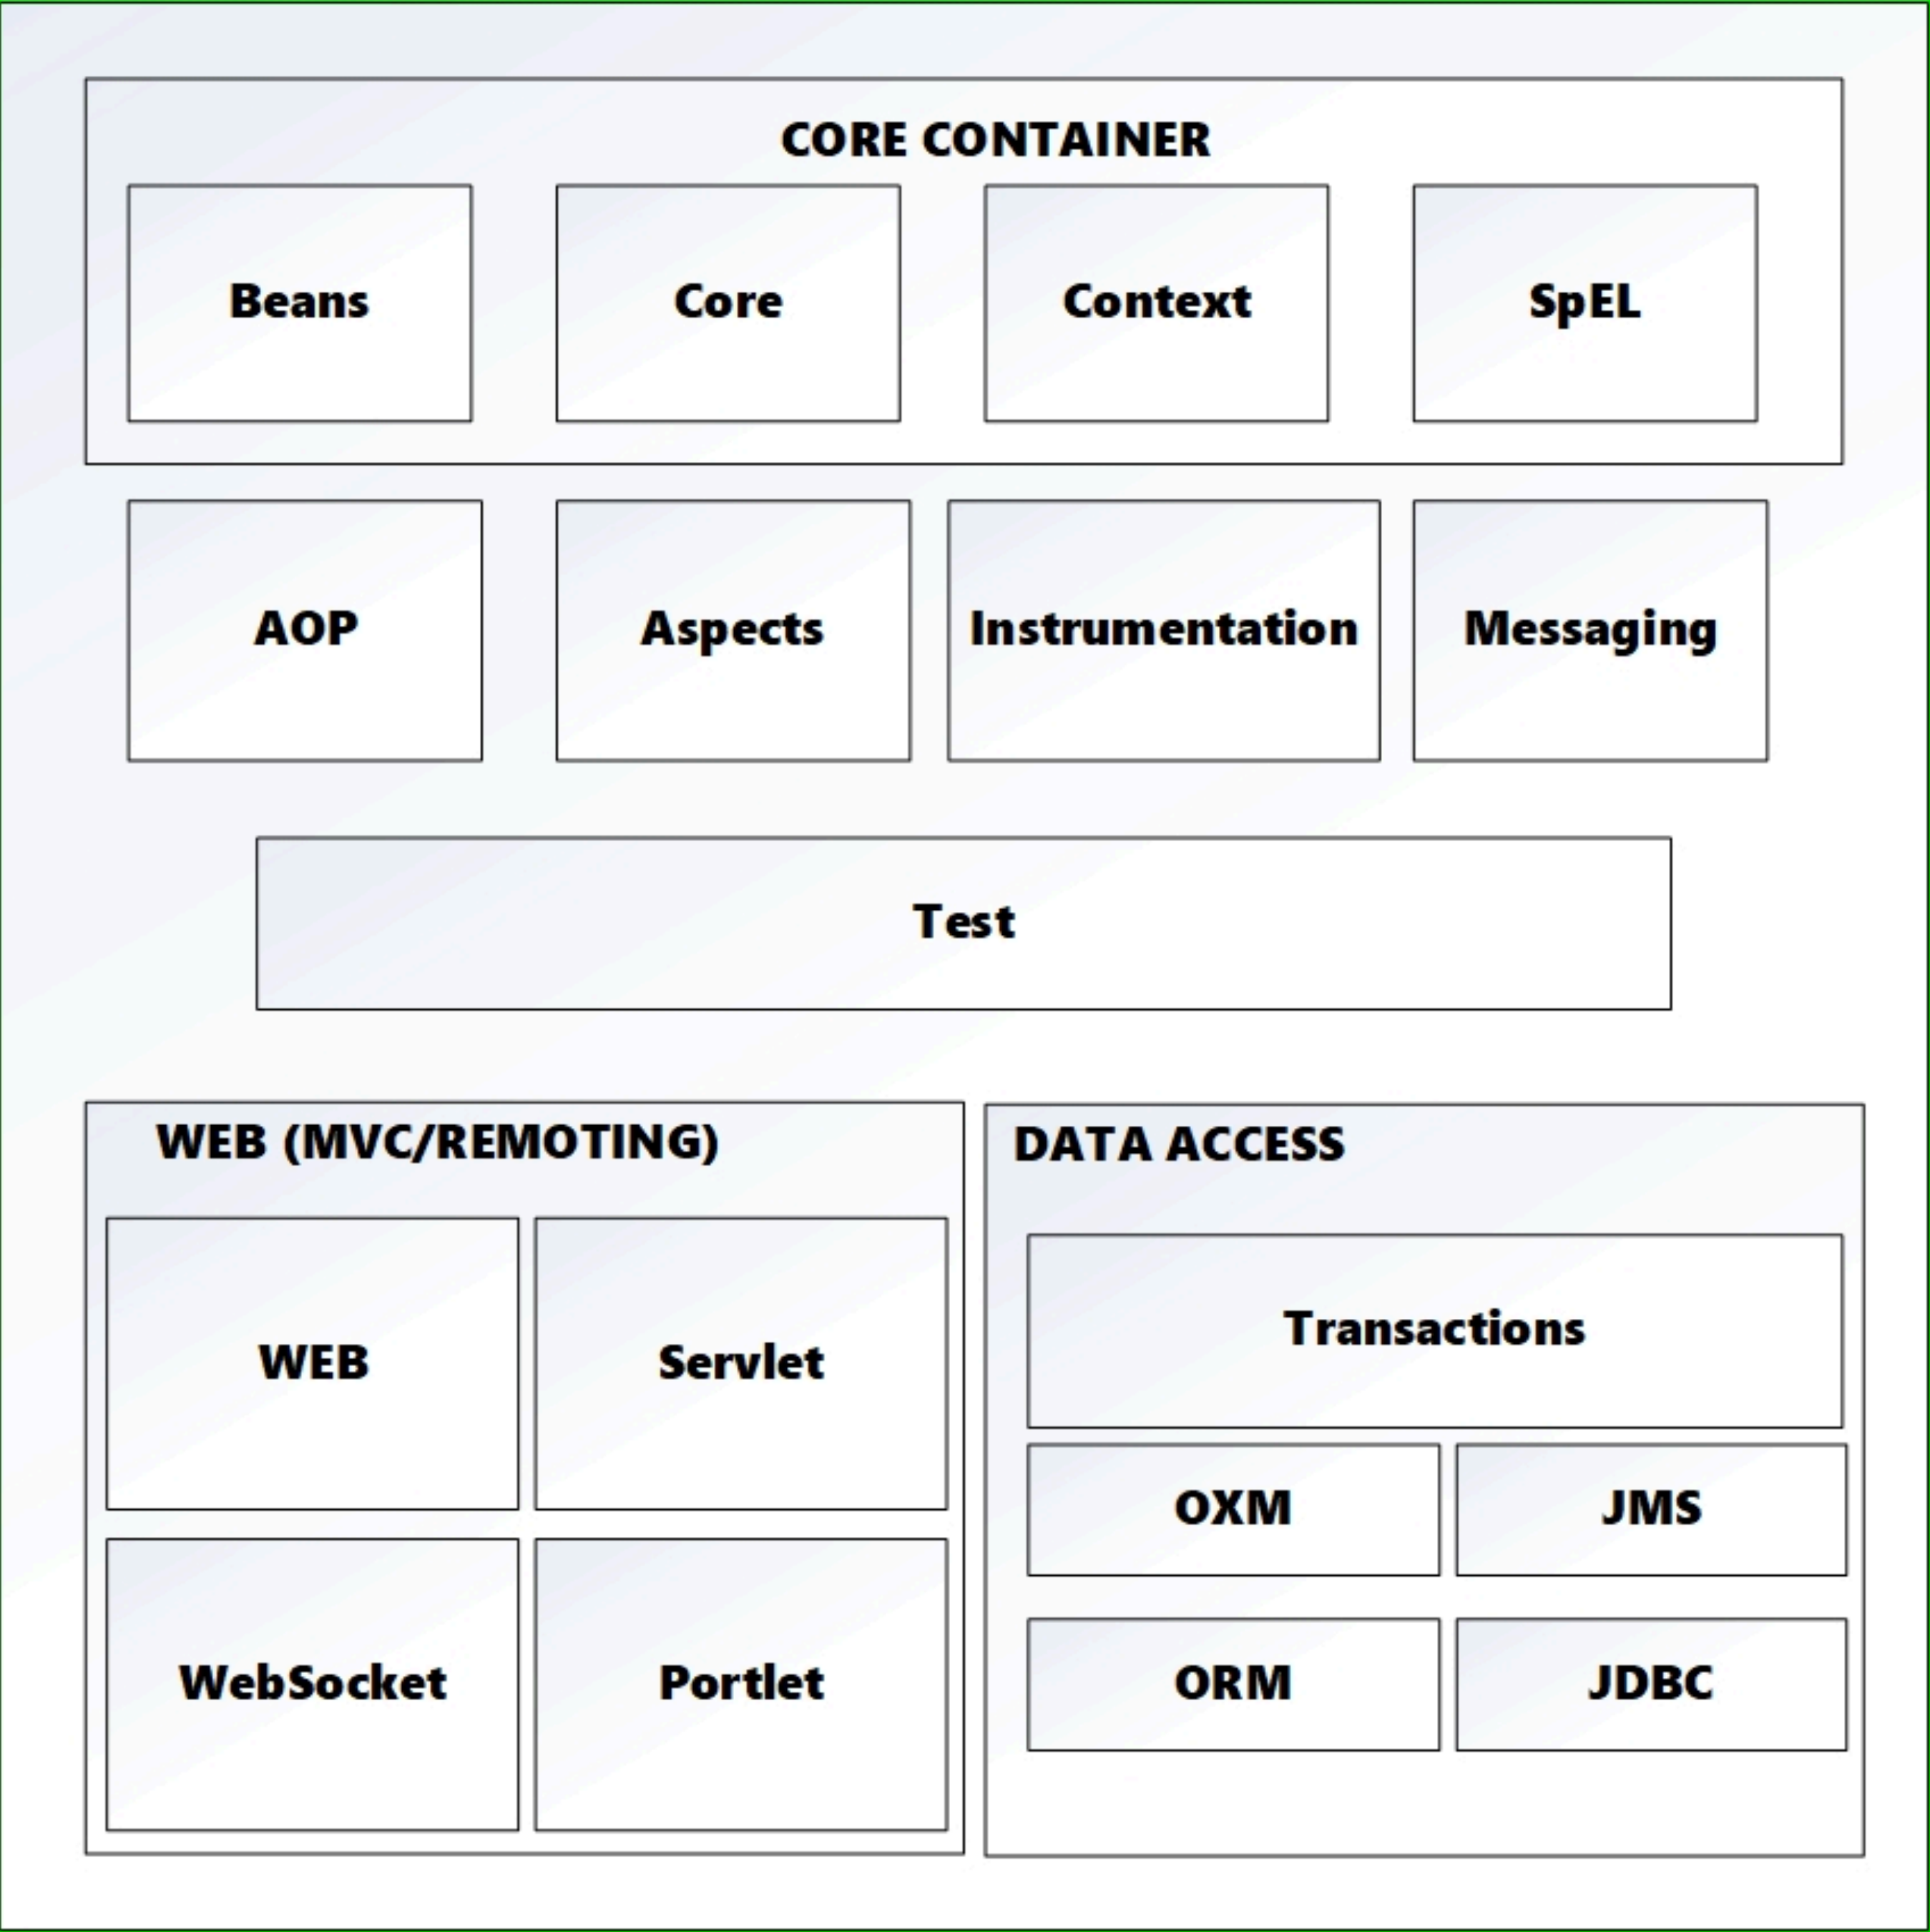 CORE CONTAINER
Beans
Core
Context
SpEL
AOP
Aspects
Instrumentation
Messaging
Test
WEB (MVC/REMOTING)
WEB
Servlet
WebSocket
Portlet
DATA ACCESS
Transactions
OXM
JMS
ORM
JDBC